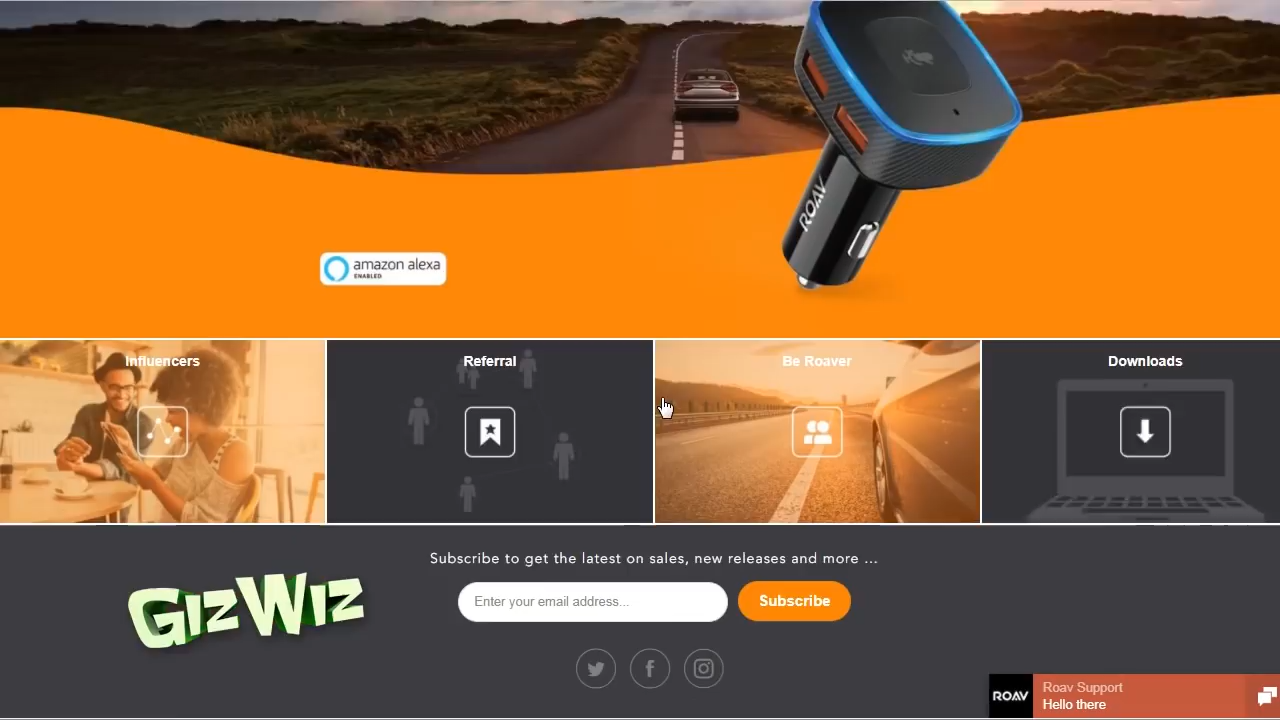 ROAV
amazon alexa
ENABLED
Influencers
Referral
Be Roaver
Downloads
Subscribe to get the latest on sales, new releases and more ...
GIZWIZ
Enter your email address...
Subscribe
ROAV
Roav Support
Hello there